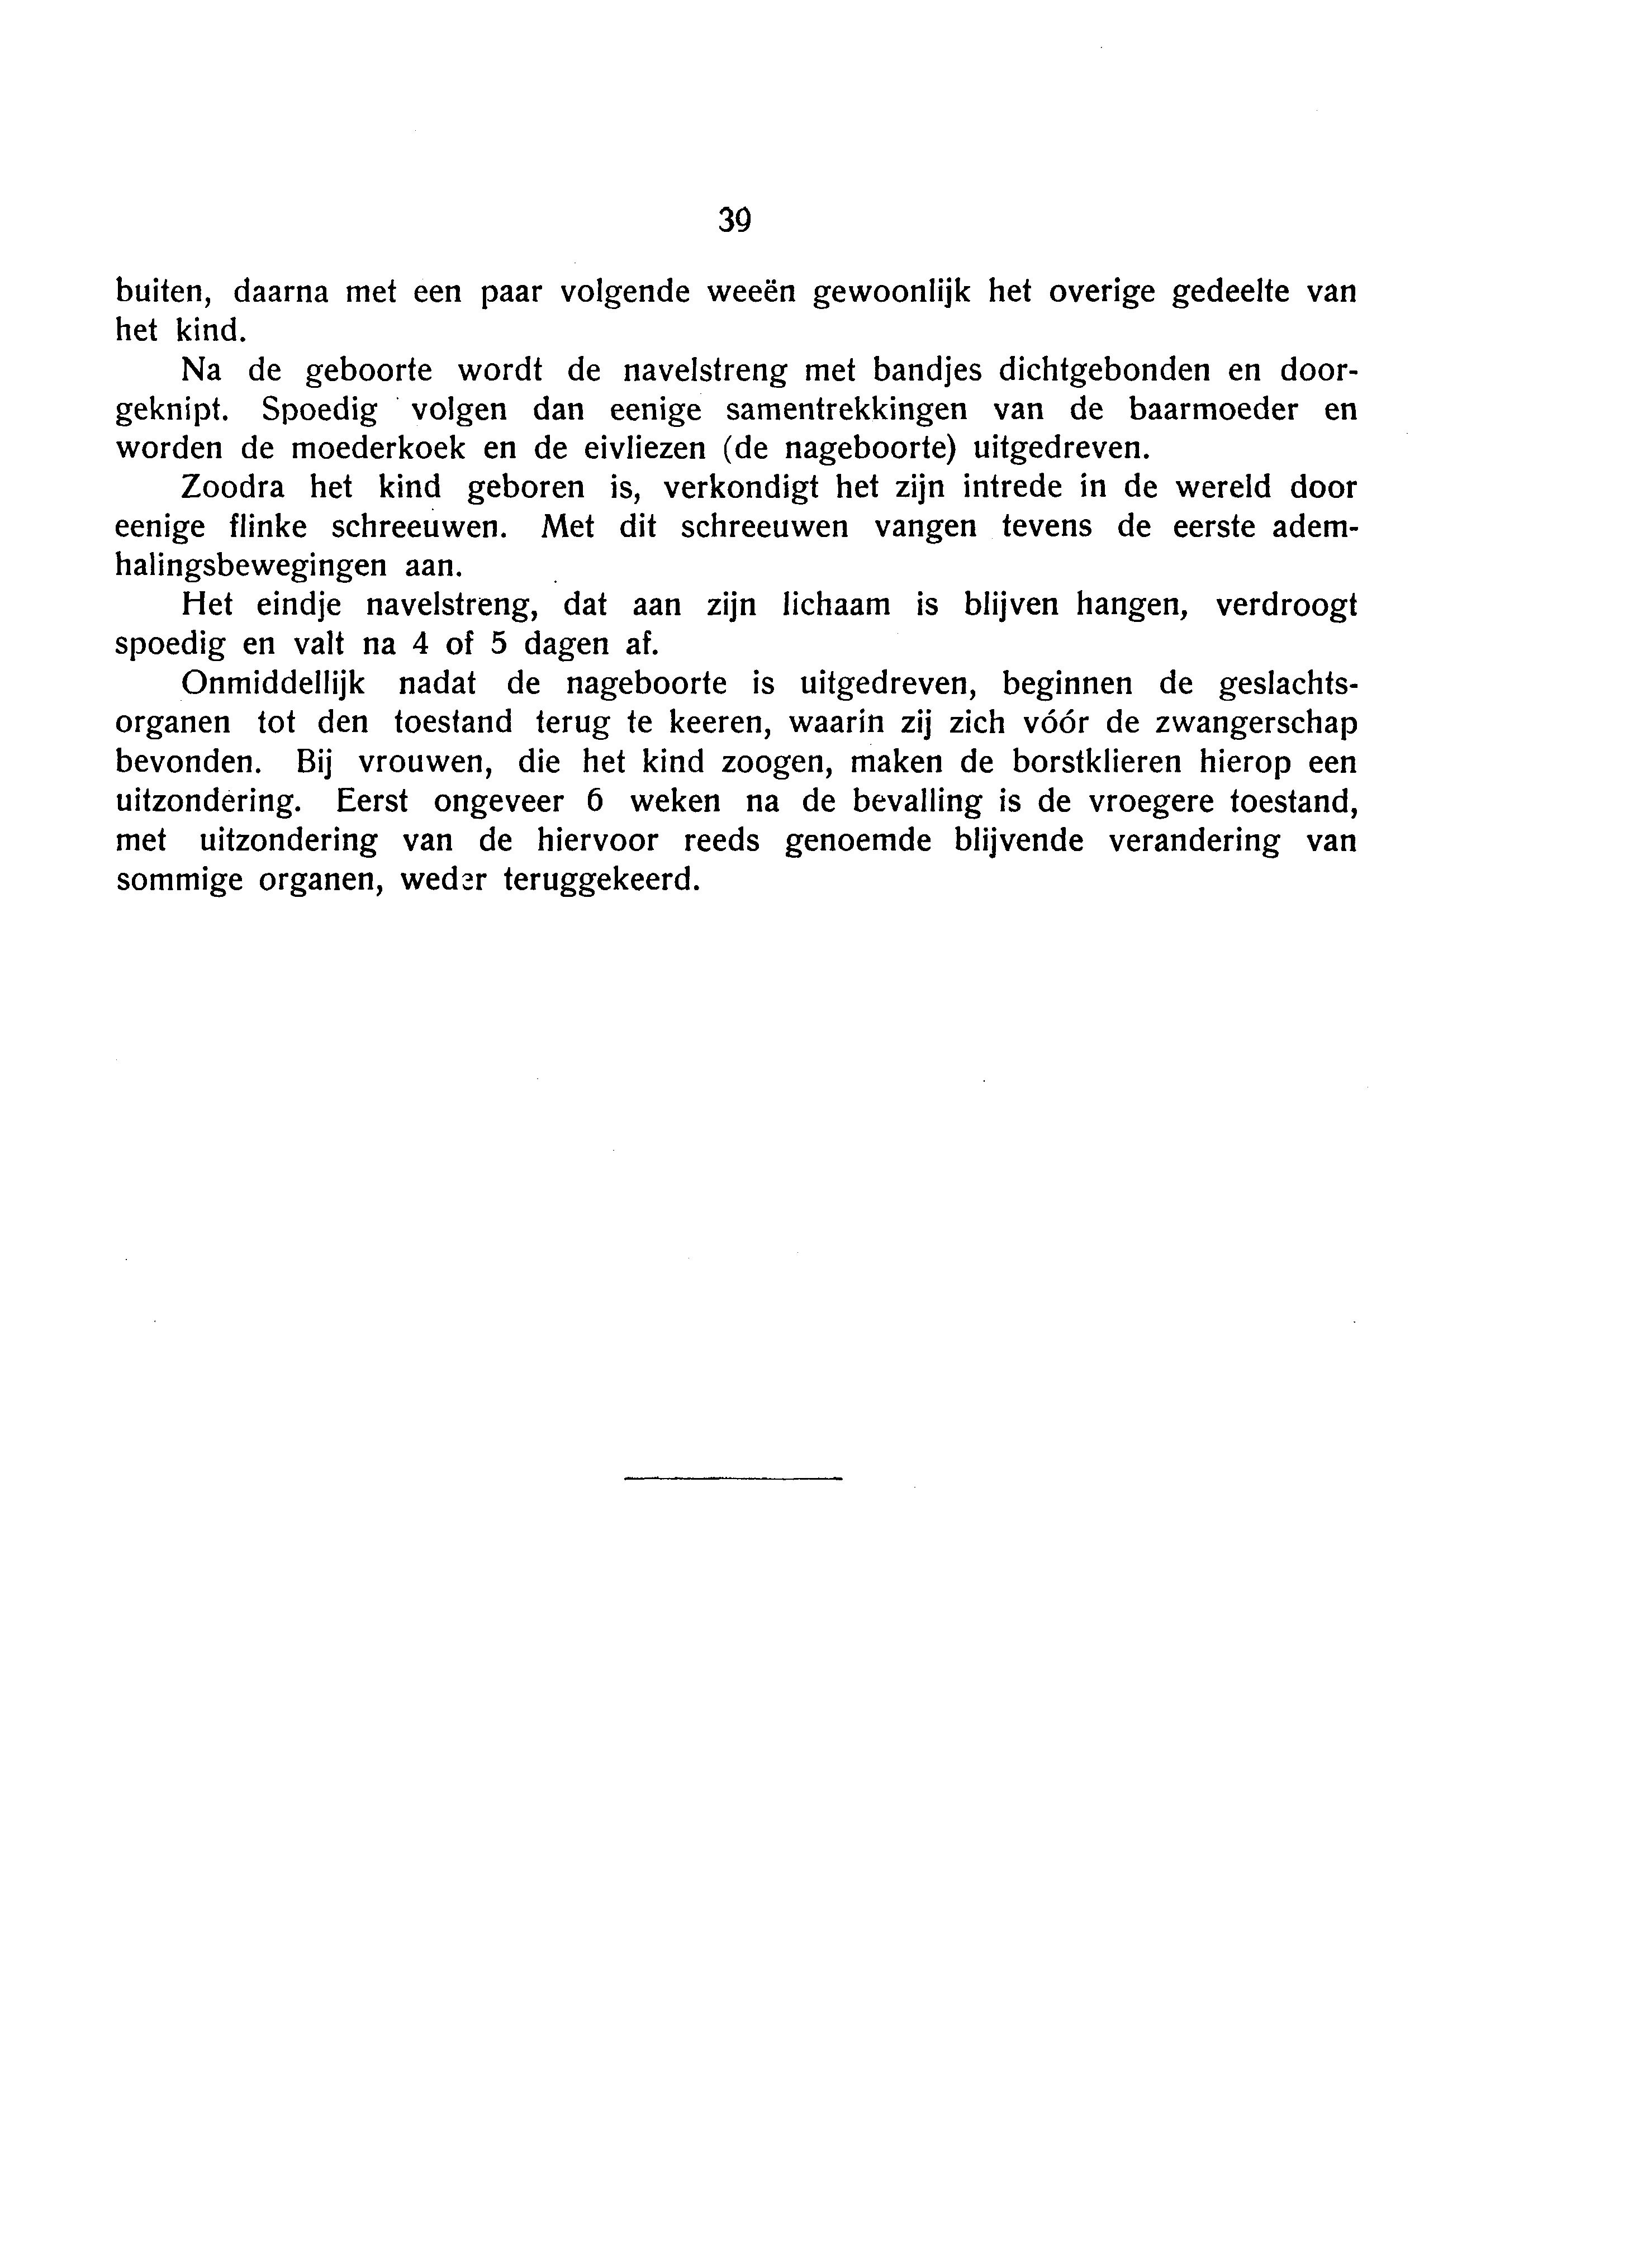 39
buiten, daarna met een paar volgende weeën gewoonlijk het overige gedeelte van
het kind.
Na de geboorte wordt de navelstreng met bandjes dichtgebonden en door-
geknipt. Spoedig volgen dan eenige samentrekkingen van de baarmoeder en
worden de moederkoek en de eivliezen (de nageboorte) uitgedreven.
Zoodra het kind geboren is, verkondigt het zijn intrede in de wereld door
eenige flinke schreeuwen. Met dit schreeuwen vangen tevens de eerste adem-
halingsbewegingen aan.
Het eindje navelstreng, dat aan zijn lichaam is blijven hangen, verdroogt
spoedig en valt na 4 of 5 dagen af.
Onmiddellijk nadat de nageboorte is uitgedreven, beginnen de geslachts-
organen tot den toestand terug te keeren, waarin zij zich vóór de zwangerschap
bevonden. Bij vrouwen, die het kind zoogen, maken de borstklieren hierop een
uitzondering. Eerst ongeveer 6 weken na de bevalling is de vroegere toestand,
met uitzondering van de hiervoor reeds genoemde blijvende verandering van
sommige organen, weder teruggekeerd.